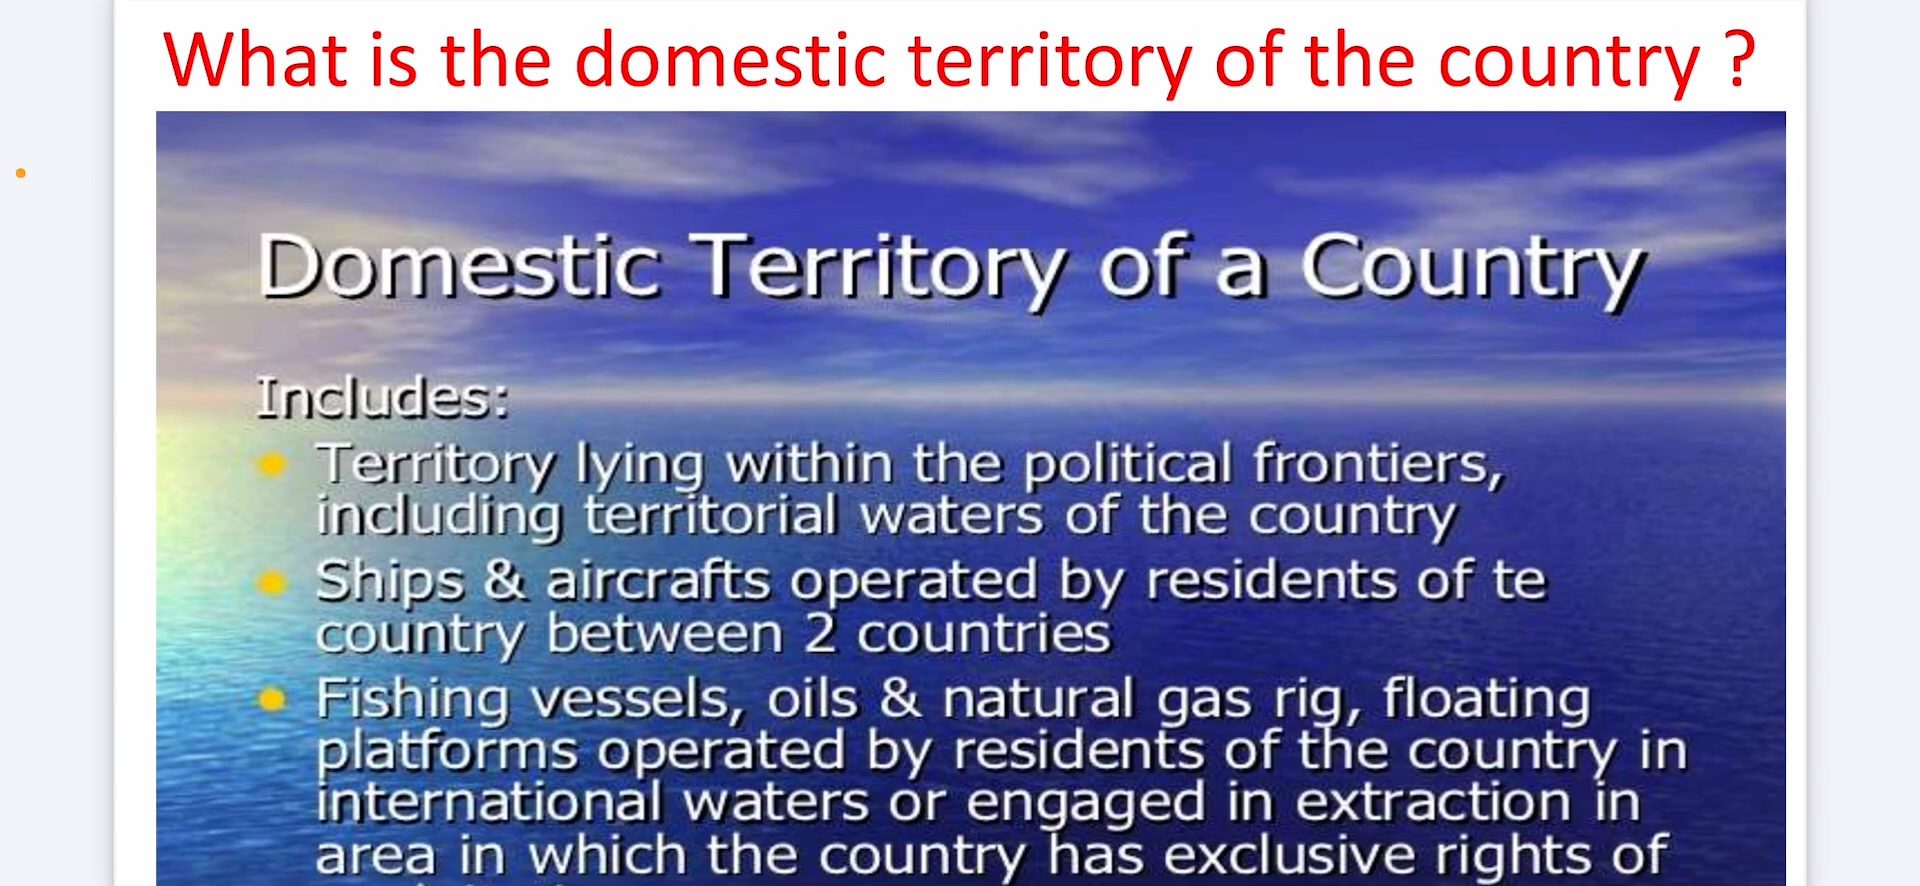 What is the domestic territory of the country ?
Domestic Territory of a Country
Includes:
Territory lying within the political frontiers,
including territorial waters of the country
Ships & aircrafts operated by residents of te
country between 2 countries
Fishing vessels, oils & natural gas rig, floating
platforms operated by residents of the country in
international waters or engaged in extraction in
area in which the country has exclusive rights of